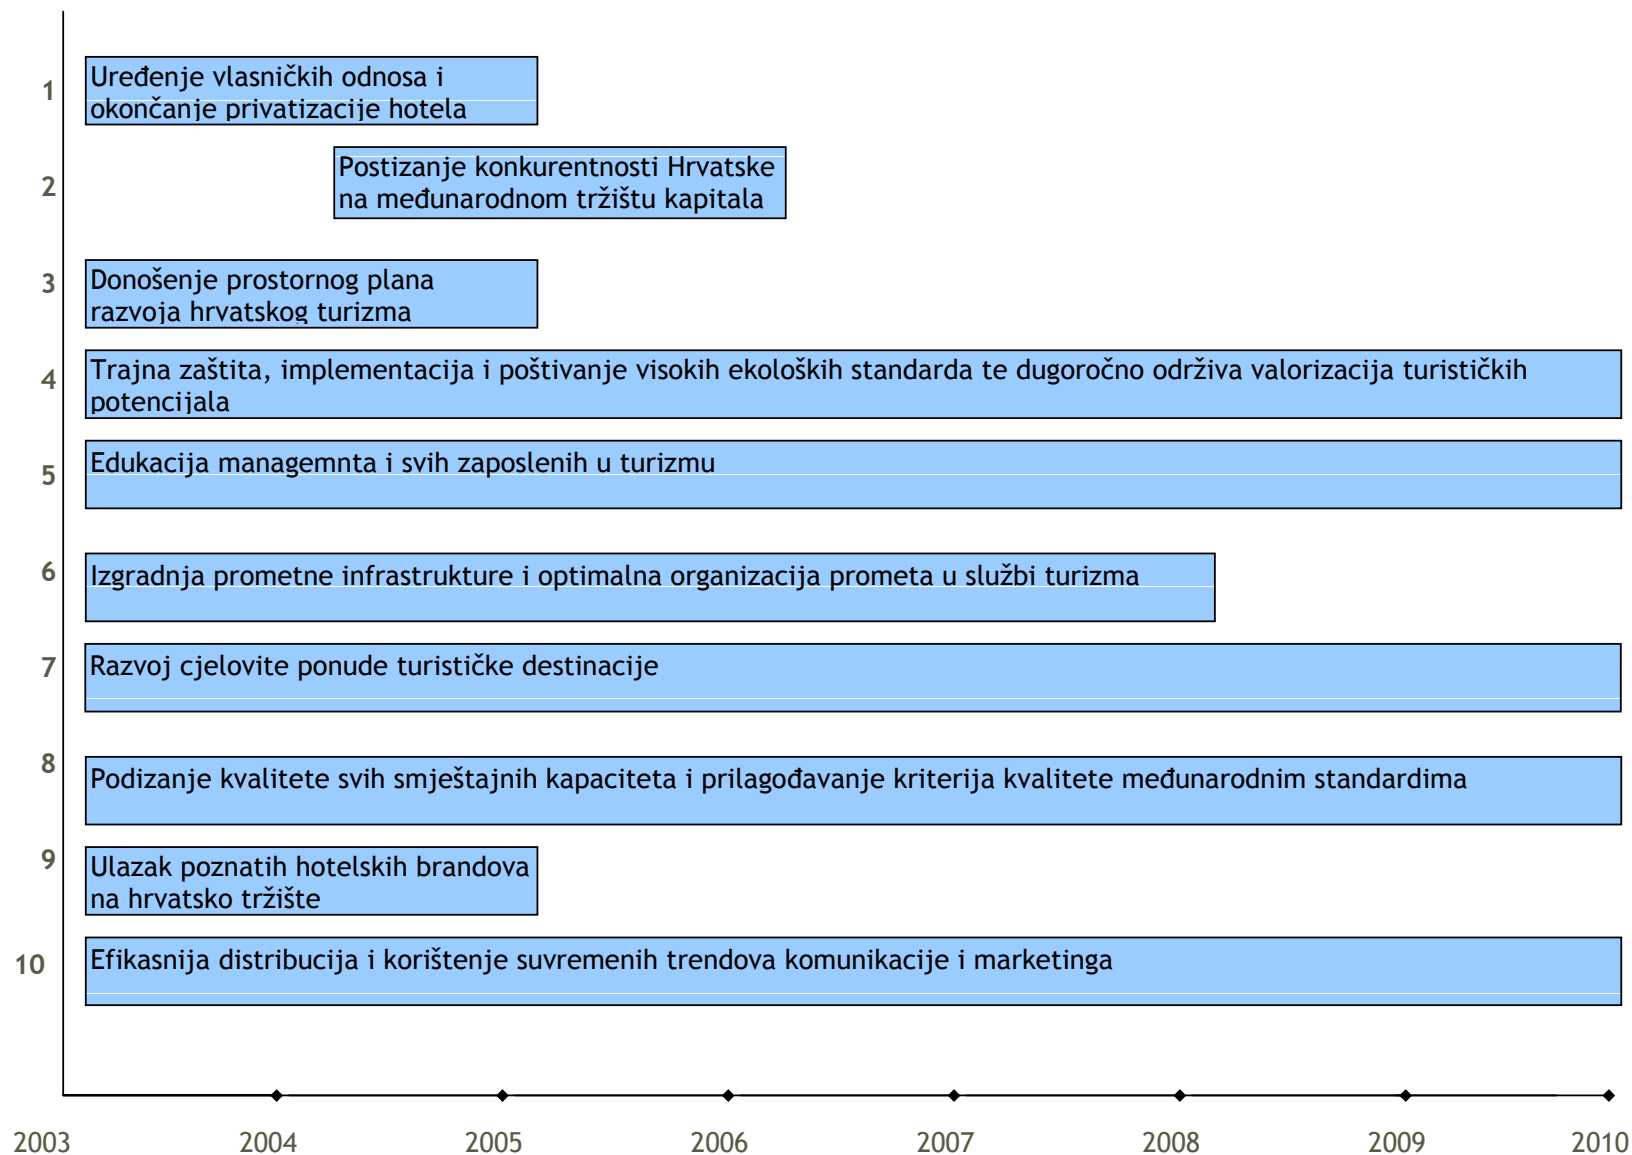 1
Uređenje vlasničkih odnosa i
okončanje privatizacije hotela
2
Postizanje konkurentnosti Hrvatske
na međunarodnom tržištu kapitala
3
Donošenje prostornog plana
razvoja hrvatskog turizma
4
Trajna zaštita, implementacija i poštivanje visokih ekoloških standarda te dugoročno održiva valorizacija turističkih
potencijala
5
Edukacija managemnta i svih zaposlenih u turizmu
6
Izgradnja prometne infrastrukture i optimalna organizacija prometa u službi turizma
7
Razvoj cjelovite ponude turističke destinacije
8
Podizanje kvalitete svih smještajnih kapaciteta i prilagođavanje kriterija kvalitete međunarodnim standardima
9
Ulazak poznatih hotelskih brandova
na hrvatsko tržište
10
Efikasnija distribucija i korištenje suvremenih trendova komunikacije i marketinga
2003 2004 2005 2006 2007 2008 2009 2010